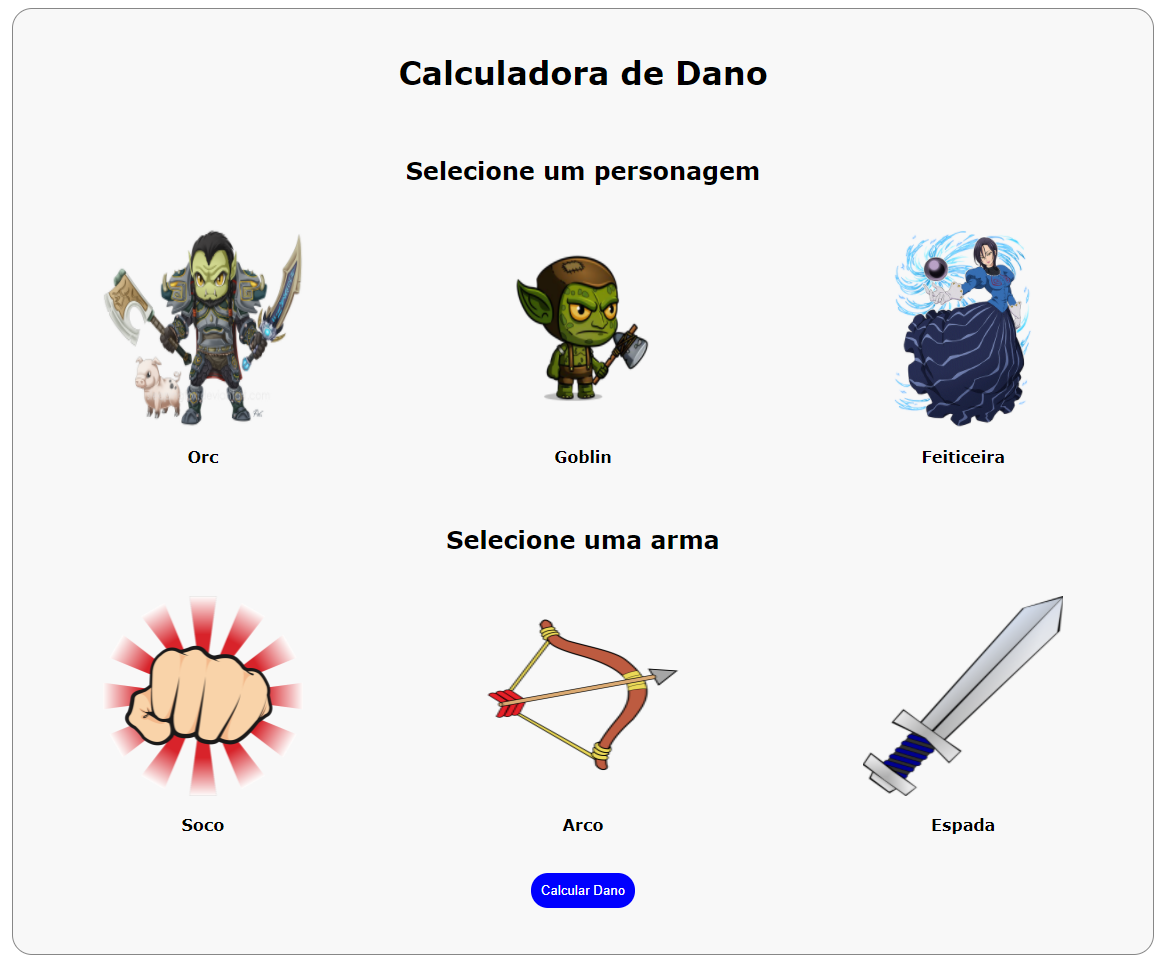 Calculadora de Dano
Selecione um personagem
Orc
Goblin
Feiticeira
Selecione uma arma
Soco
Arco
Espada
Calcular Dano